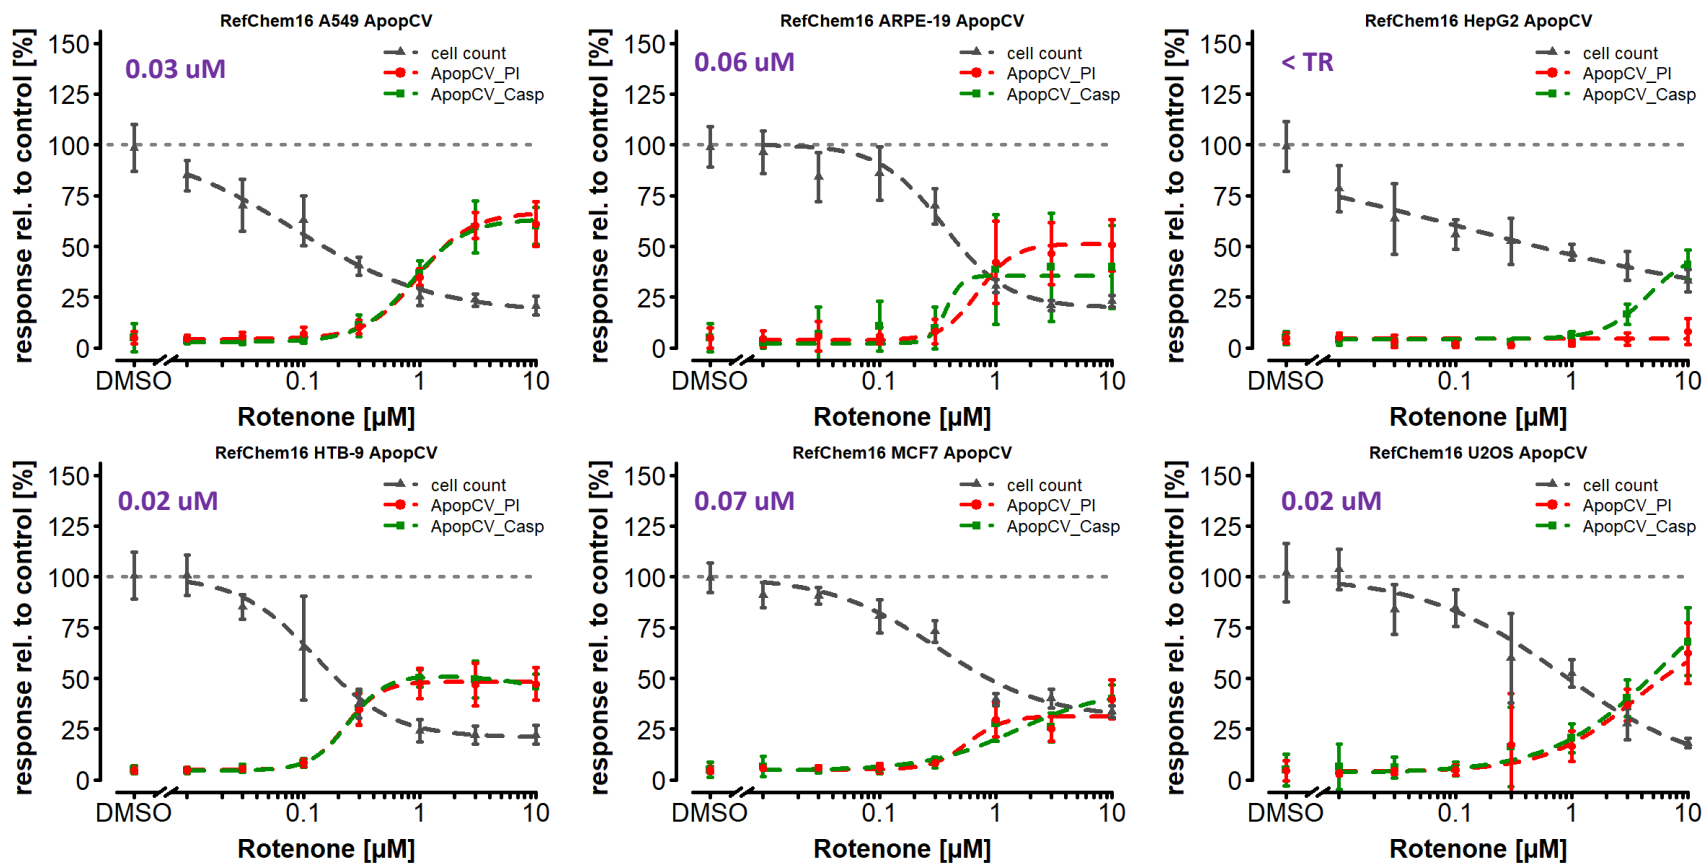 RefChem16 A549 ApopCV
response rel. to control [%]
150
125
100
75
50
25
0
0.03 uM
cell count
ApopCV_PI
ApopCV_Casp
DMSO 0.1 1 10
Rotenone [µM]
RefChem16 ARPE-19 ApopCV
response rel. to control [%]
150
125
100
75
50
25
0
0.06 uM
cell count
ApopCV_PI
ApopCV_Casp
DMSO 0.1 1 10
Rotenone [µM]
RefChem16 HepG2 ApopCV
response rel. to control [%]
150
125
100
75
50
25
0
< TR
cell count
ApopCV_PI
ApopCV_Casp
DMSO 0.1 1 10
Rotenone [µM]
RefChem16 HTB-9 ApopCV
response rel. to control [%]
150
125
100
75
50
25
0
0.02 uM
cell count
ApopCV_PI
ApopCV_Casp
DMSO 0.1 1 10
Rotenone [µM]
RefChem16 MCF7 ApopCV
response rel. to control [%]
150
125
100
75
50
25
0
0.07 uM
cell count
ApopCV_PI
ApopCV_Casp
DMSO 0.1 1 10
Rotenone [µM]
RefChem16 U2OS ApopCV
response rel. to control [%]
150
125
100
75
50
25
0
0.02 uM
cell count
ApopCV_PI
ApopCV_Casp
DMSO 0.1 1 10
Rotenone [µM]